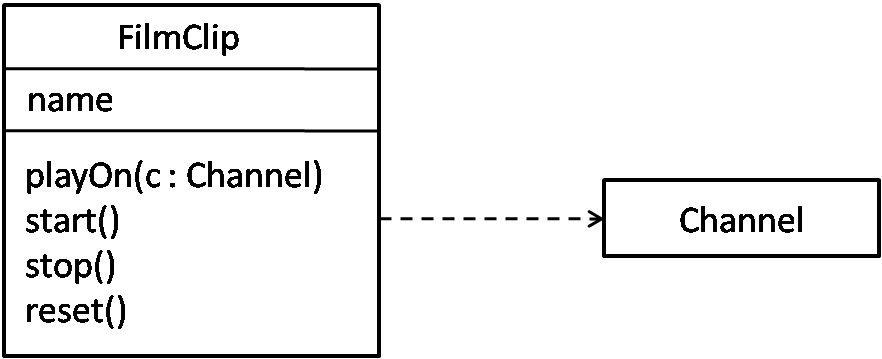 FilmClip
name
playOn(c : Channel)
start()
stop()
reset()
Channel